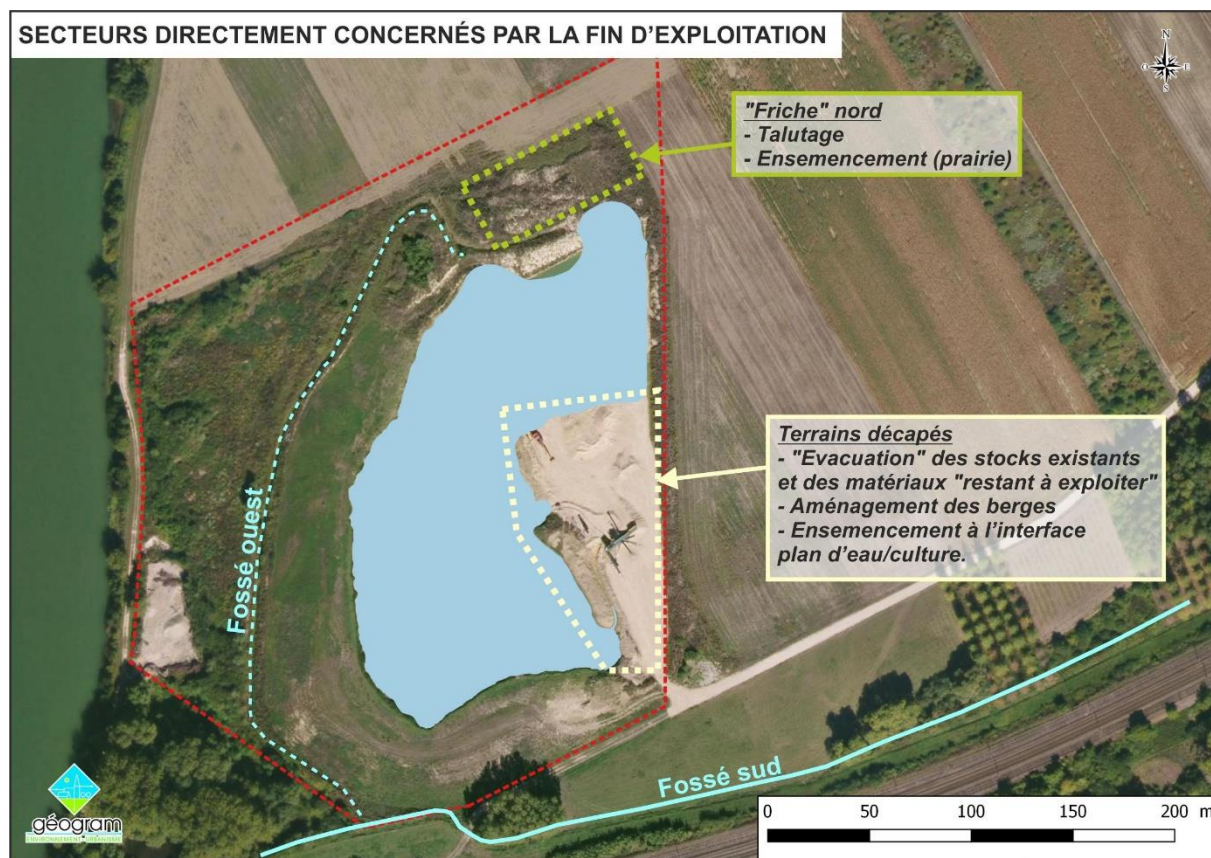 SECTEURS DIRECTEMENT CONCERNÉS PAR LA FIN D'EXPLOITATION
N
O
E
S
"Friche" nord
- Talutage
- Ensemencement (prairie)
Terrains décapés
- "Evacuation" des stocks existants
et des matériaux "restant à exploiter"
- Aménagement des berges
- Ensemencement à l'interface
plan d'eau/culture.
Fossé ouest
Fossé sud
géogram
ENVIRONNEMENT URBANISME
0 50 100 150 200 m